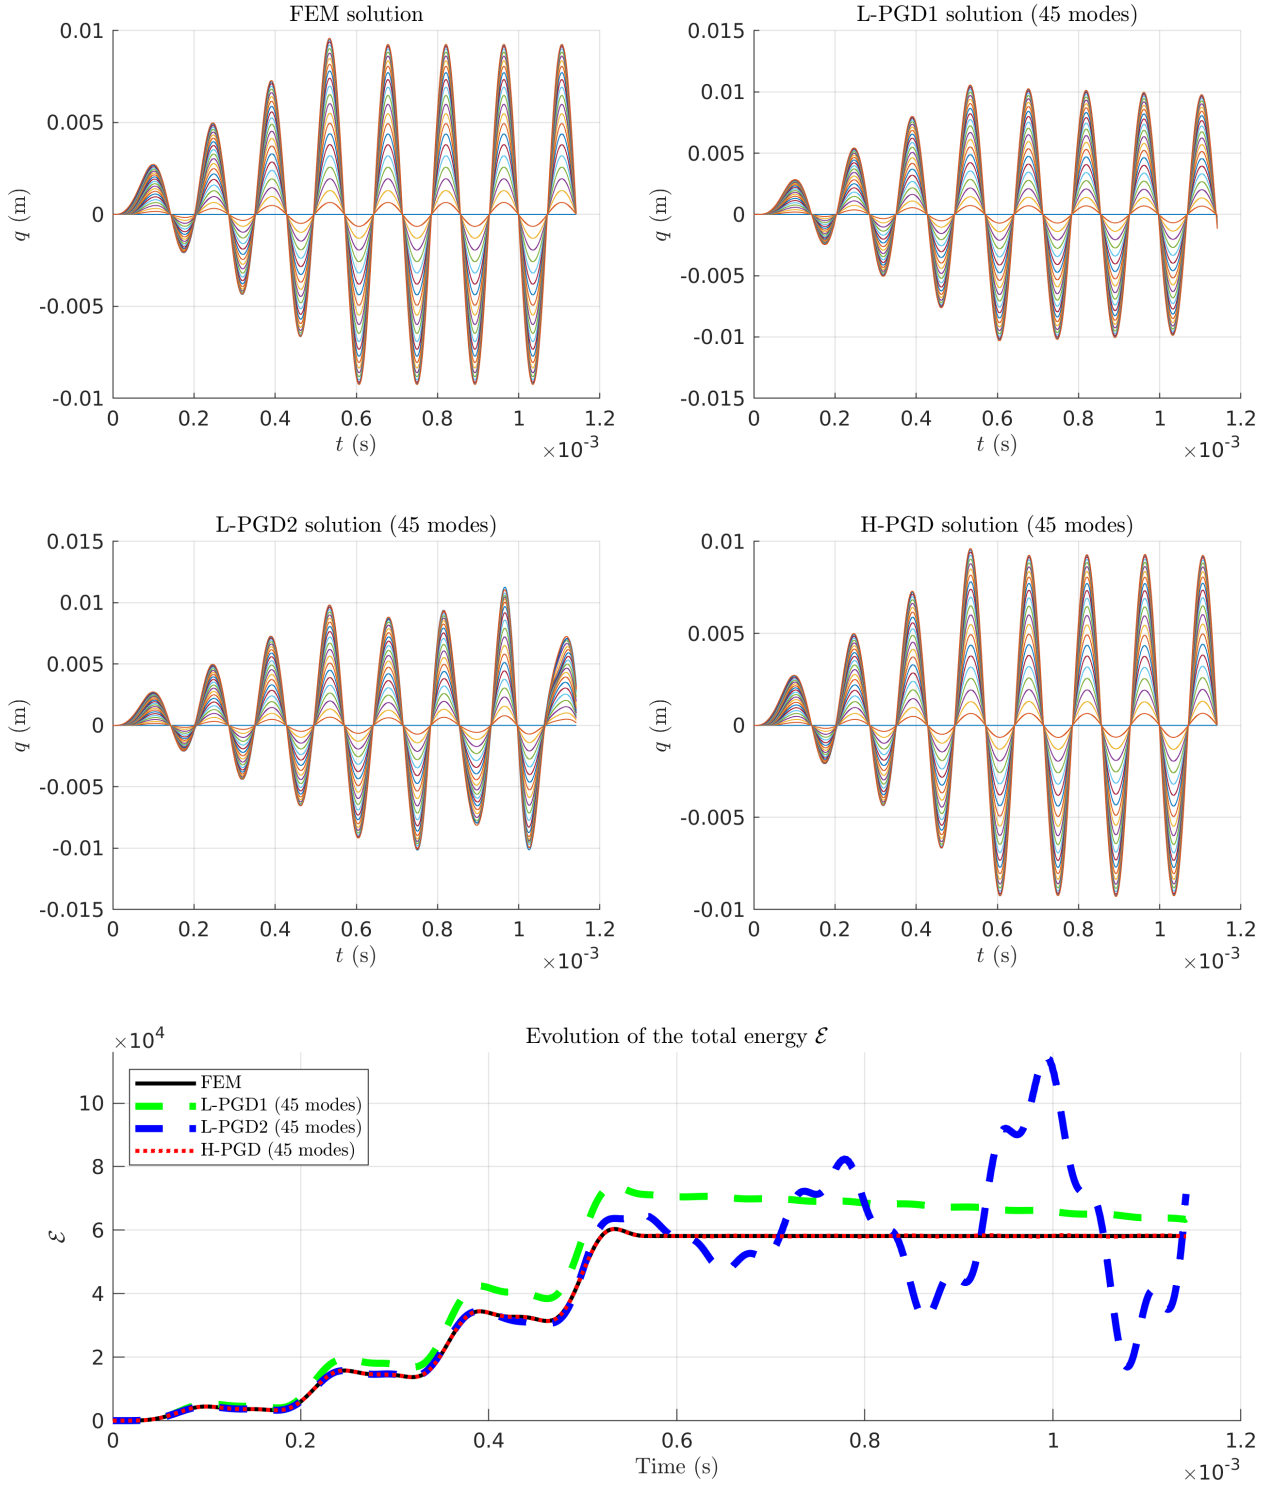 FEM solution
0.01
0.005
0
-0.005
-0.01
q (m)
0 0.2 0.4 0.6 0.8 1 1.2
t (s)
×10-3
L-PGD1 solution (45 modes)
0.015
0.01
0.005
0
-0.005
-0.01
-0.015
q (m)
0 0.2 0.4 0.6 0.8 1 1.2
t (s)
×10-3
L-PGD2 solution (45 modes)
0.015
0.01
0.005
0
-0.005
-0.01
-0.015
q (m)
0 0.2 0.4 0.6 0.8 1 1.2
t (s)
×10-3
H-PGD solution (45 modes)
0.01
0.005
0
-0.005
-0.01
q (m)
0 0.2 0.4 0.6 0.8 1 1.2
t (s)
×10-3
Evolution of the total energy ℰ
×104
10
8
6
4
2
0
ℰ
FEM
L-PGD1 (45 modes)
L-PGD2 (45 modes)
H-PGD (45 modes)
0 0.2 0.4 0.6 0.8 1 1.2
Time (s)
×10-3